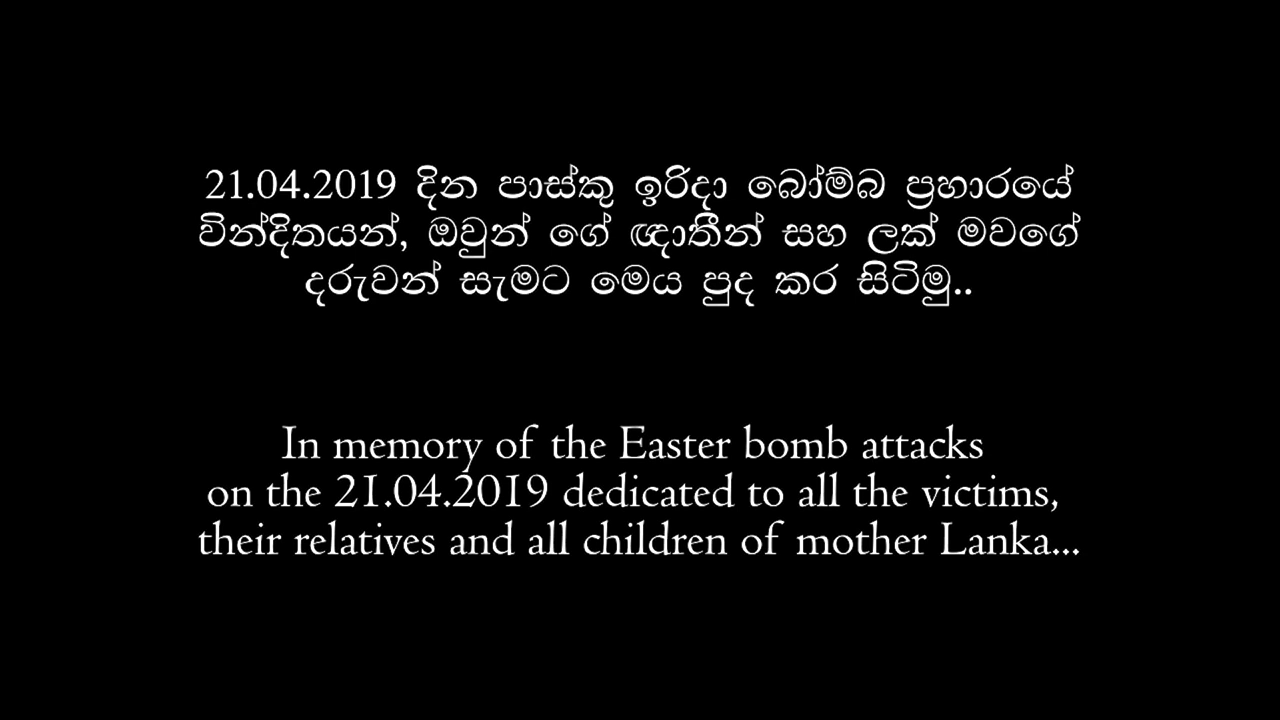 21.04.2019 දින පාස්කු ඉරිදා බෝම්බ ප්‍රහාරයේ
වින්දිතයන්, ඔවුන් ගේ ඥාතීන් සහ ලක් මවගේ
දරුවන් සැමට මෙය පුද කර සිටිමු..
In memory of the Easter bomb attacks
on the 21.04.2019 dedicated to all the victims,
their relatives and all children of mother Lanka...